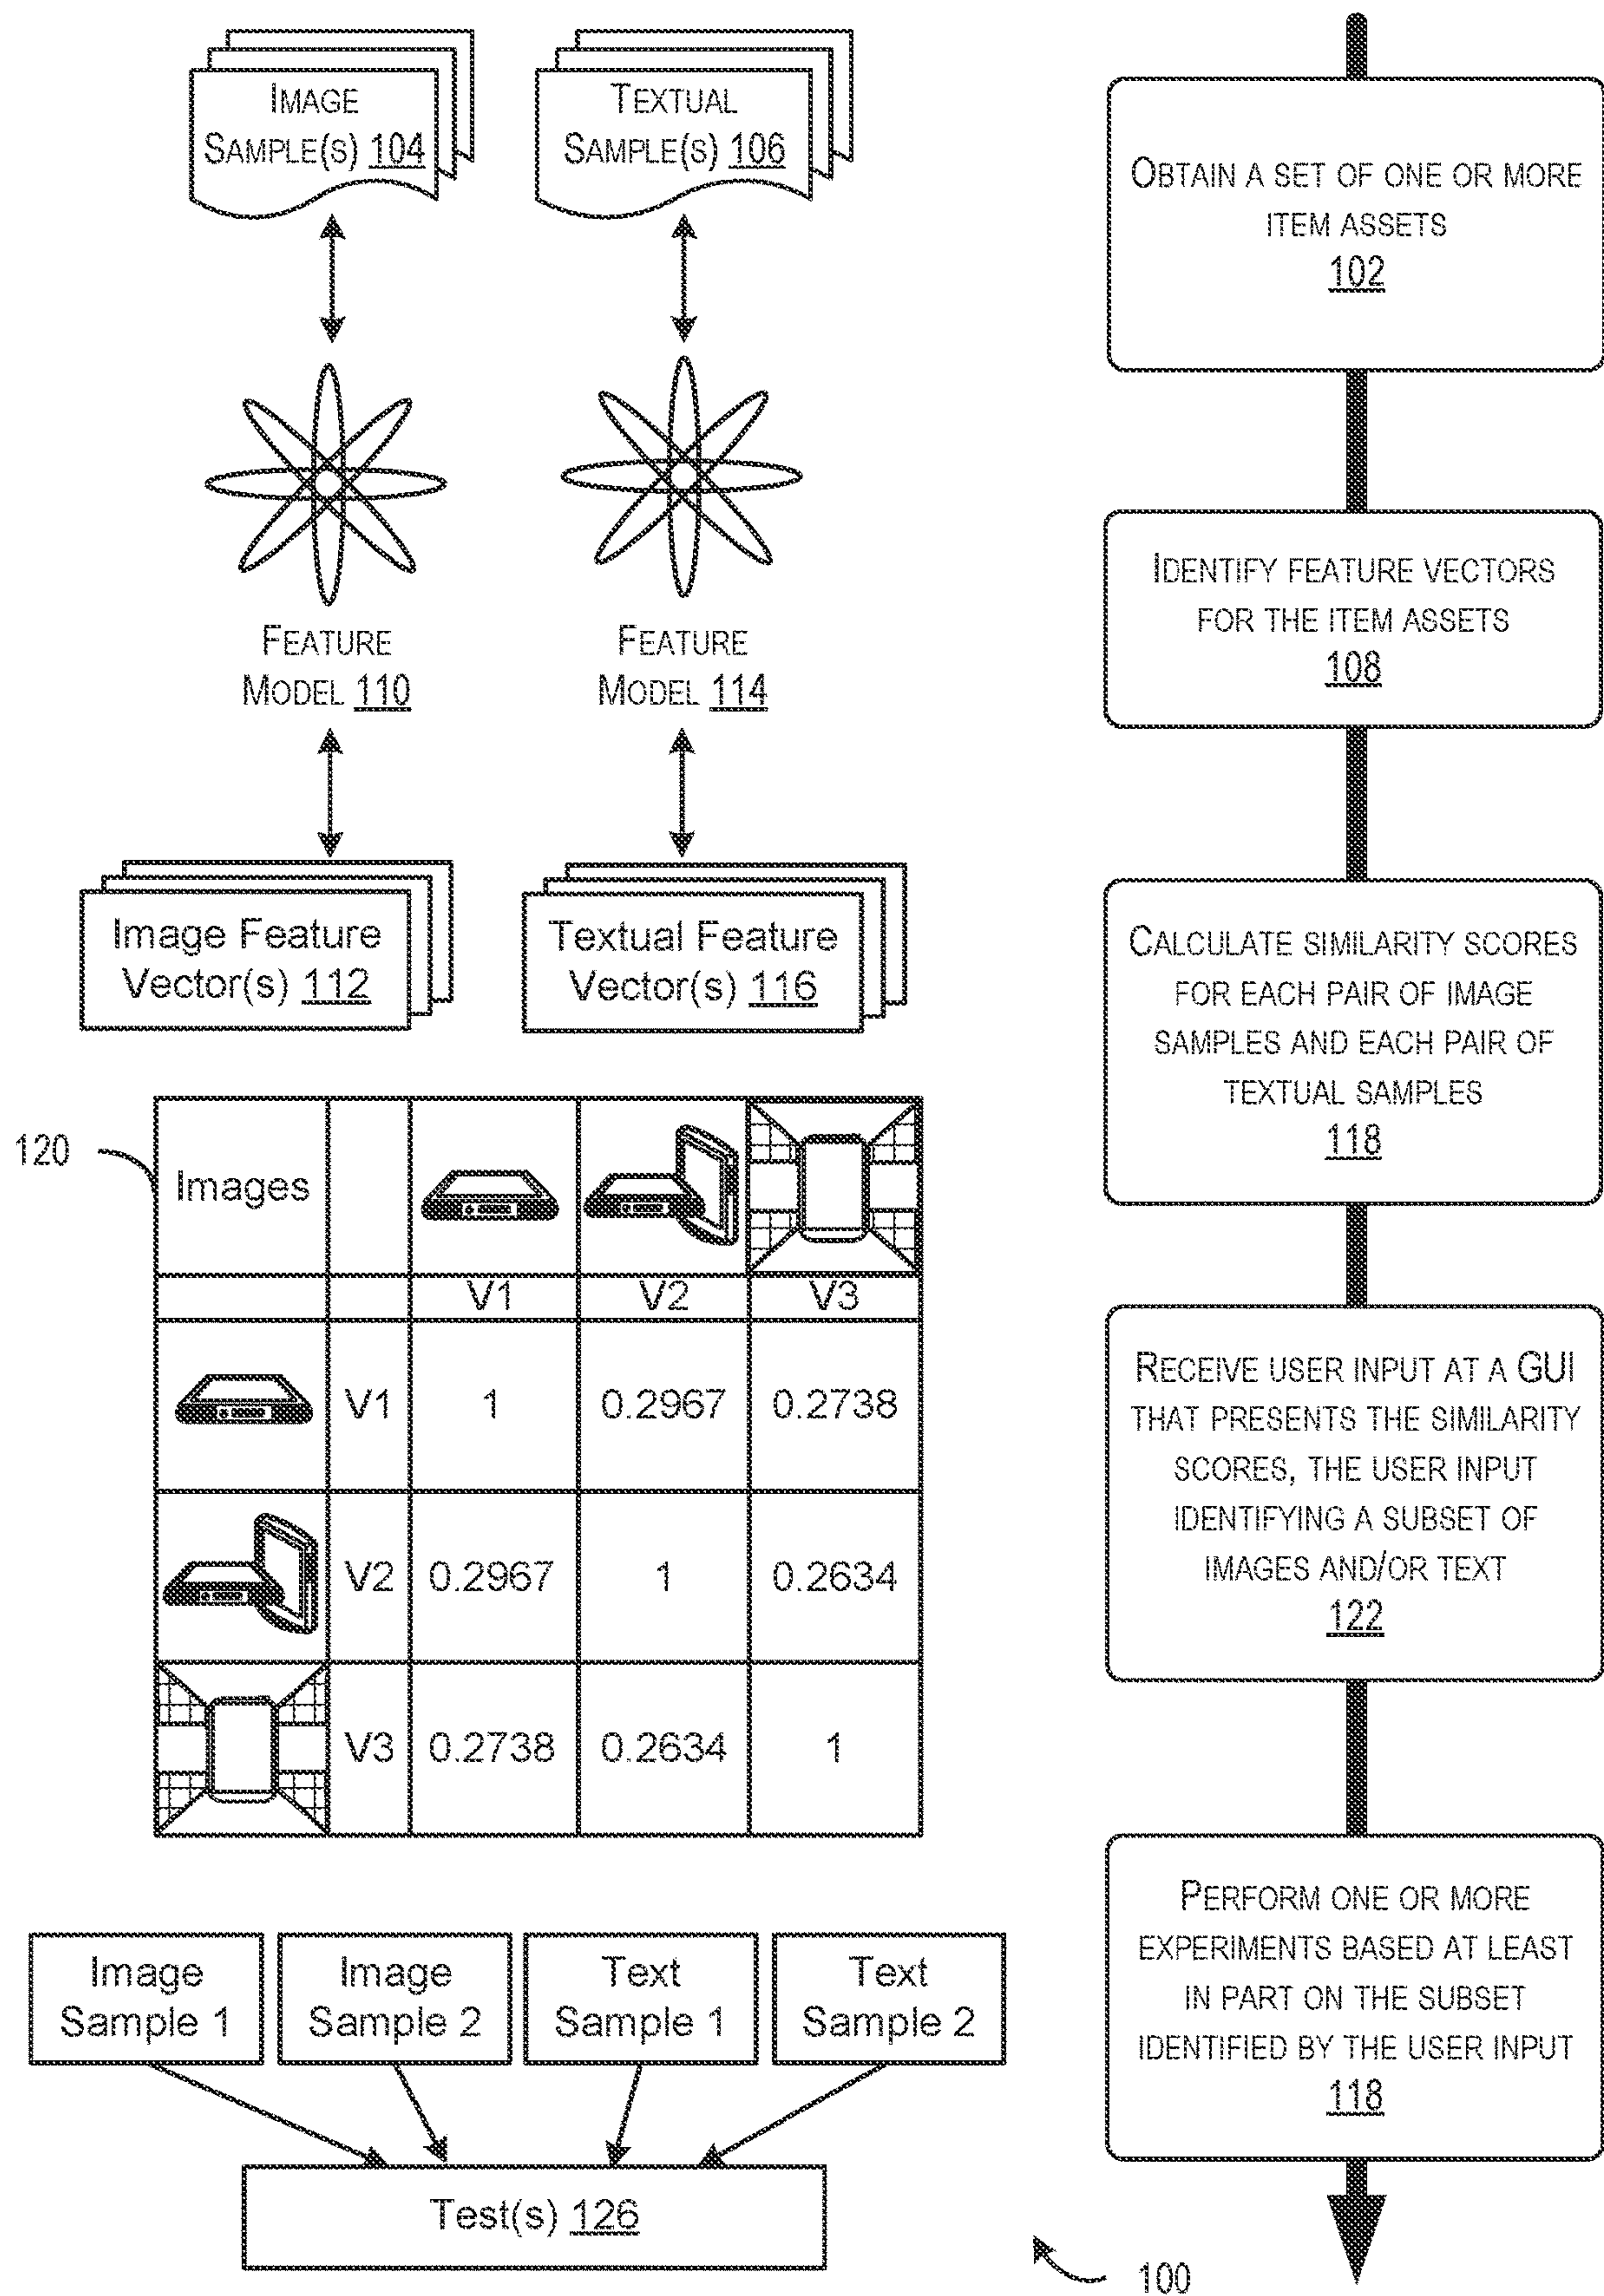 IMAGE
SAMPLE(S) 104
TEXTUAL
SAMPLE(S) 106
FEATURE
MODEL 110
FEATURE
MODEL 114
Image Feature
Vector(s) 112
Textual Feature
Vector(s) 116
120
Images
V1 V2 V3
V1 1 0.2967 0.2738
V2 0.2967 1 0.2634
V3 0.2738 0.2634 1
Image
Sample 1
Image
Sample 2
Text
Sample 1
Text
Sample 2
Test(s) 126
OBTAIN A SET OF ONE OR MORE
ITEM ASSETS
102
IDENTIFY FEATURE VECTORS
FOR THE ITEM ASSETS
108
CALCULATE SIMILARITY SCORES
FOR EACH PAIR OF IMAGE
SAMPLES AND EACH PAIR OF
TEXTUAL SAMPLES
118
RECEIVE USER INPUT AT A GUI
THAT PRESENTS THE SIMILARITY
SCORES, THE USER INPUT
IDENTIFYING A SUBSET OF
IMAGES AND/OR TEXT
122
PERFORM ONE OR MORE
EXPERIMENTS BASED AT LEAST
IN PART ON THE SUBSET
IDENTIFIED BY THE USER INPUT
118
100